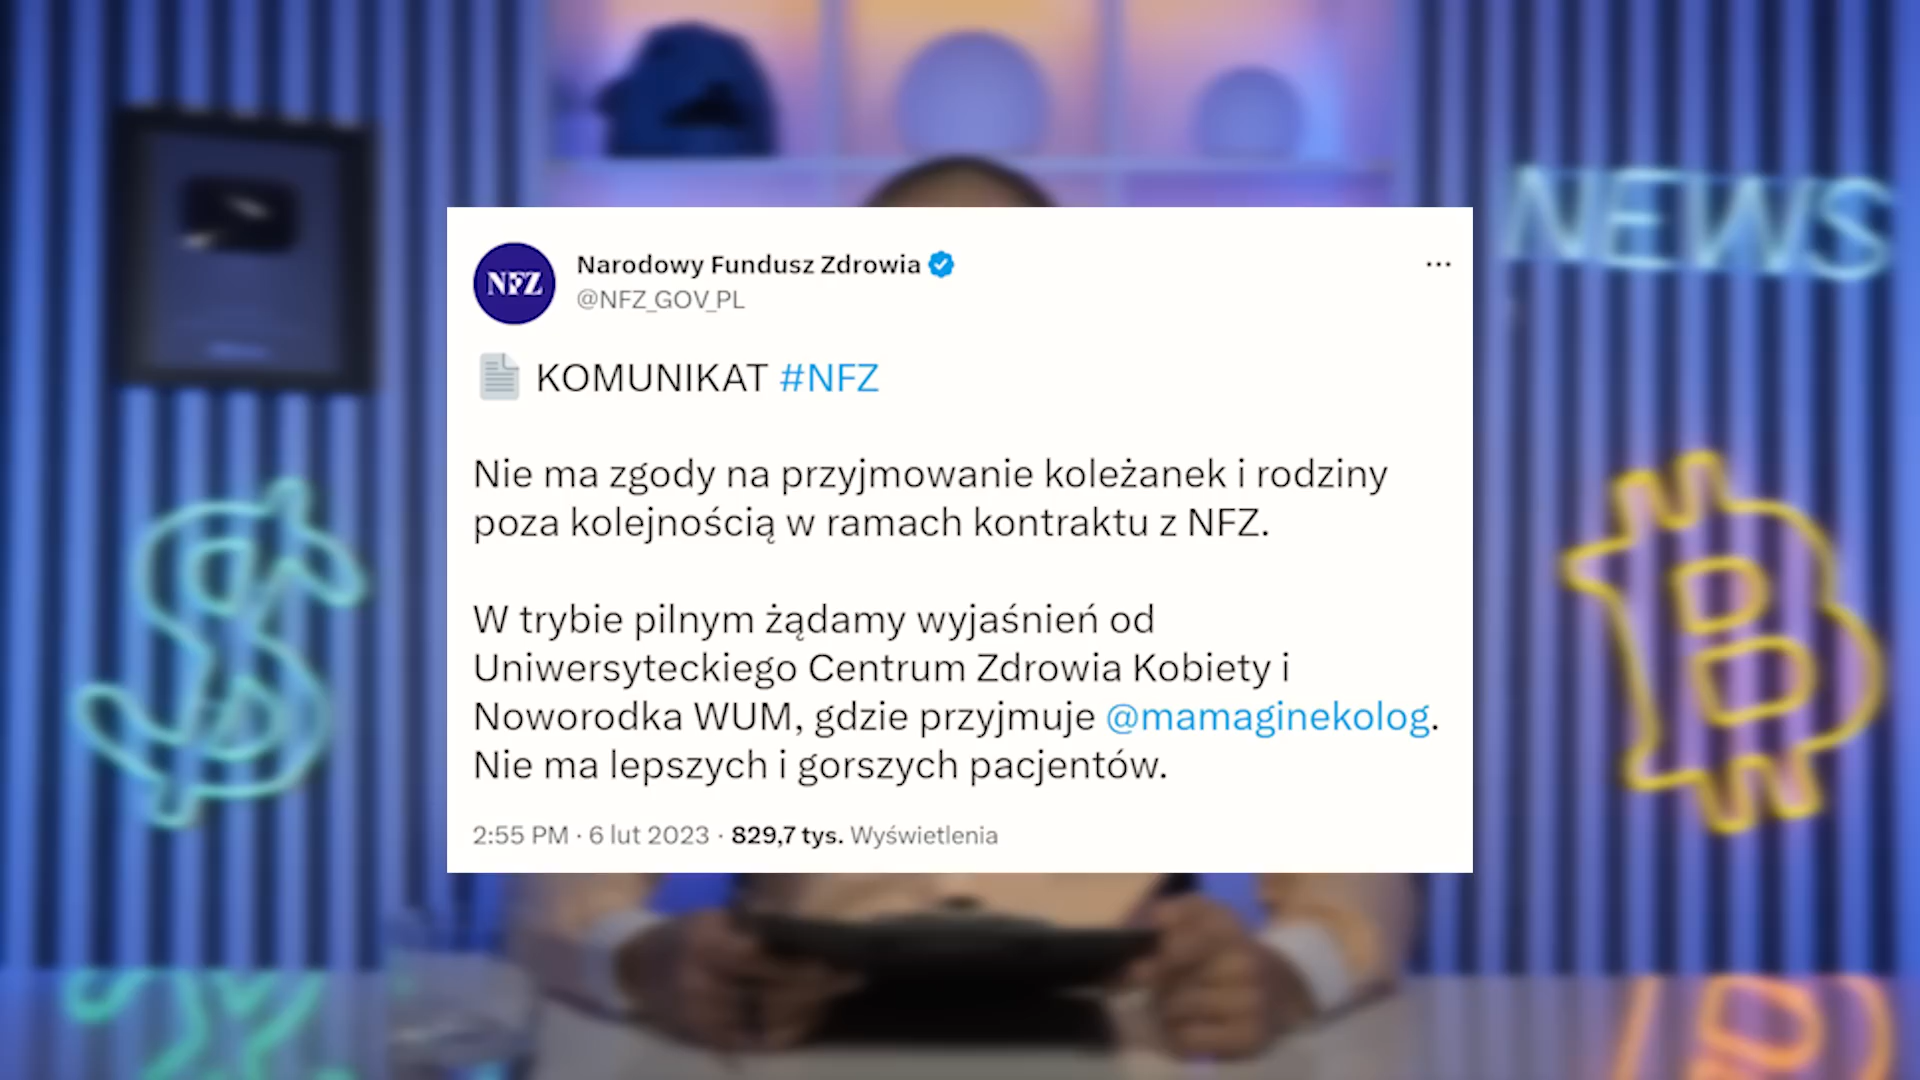 NEWS
NFZ
Narodowy Fundusz Zdrowia
@NFZ_GOV_PL
KOMUNIKAT #NFZ
Nie ma zgody na przyjmowanie koleżanek i rodziny
poza kolejnością w ramach kontraktu z NFZ.
W trybie pilnym żądamy wyjaśnień od
Uniwersyteckiego Centrum Zdrowia Kobiety i
Noworodka WUM, gdzie przyjmuje @mamaginekolog.
Nie ma lepszych i gorszych pacjentów.
2:55 PM · 6 lut 2023 · 829,7 tys. Wyświetlenia